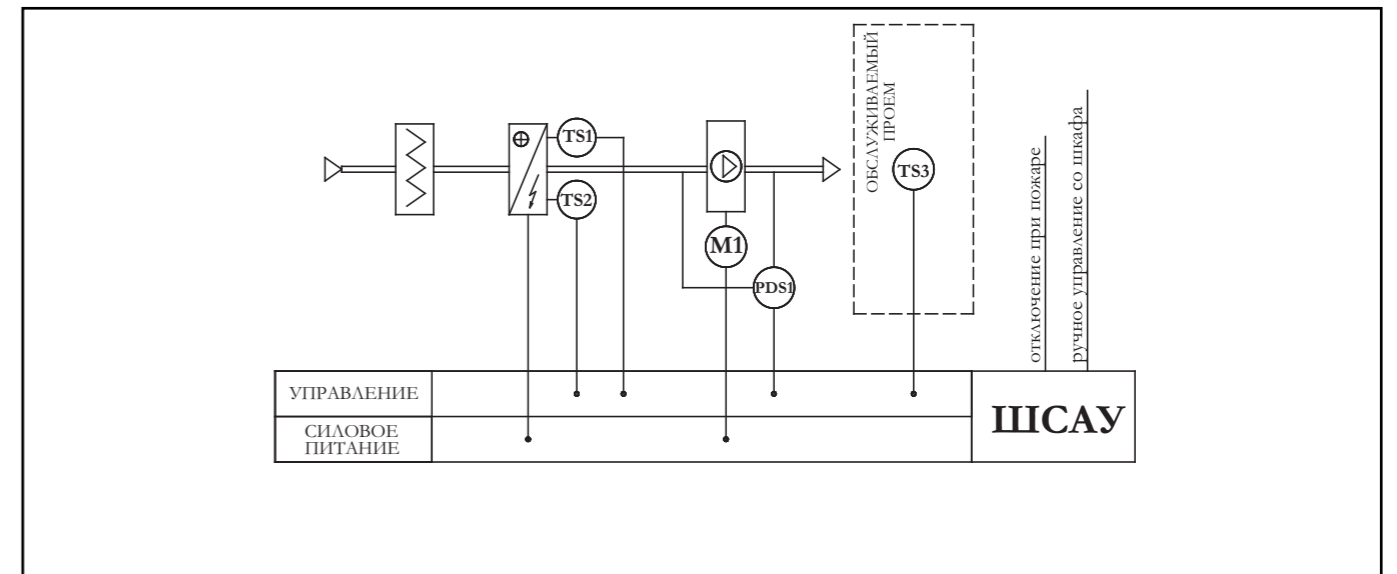 ОБСЛУЖИВАЕМЫЙ
ПРОЕМ
TS1
TS2
TS3
M1
PDS1
отключение при пожаре
ручное управление со шкафа
УПРАВЛЕНИЕ
СИЛОВОЕ
ПИТАНИЕ
ШСАУ